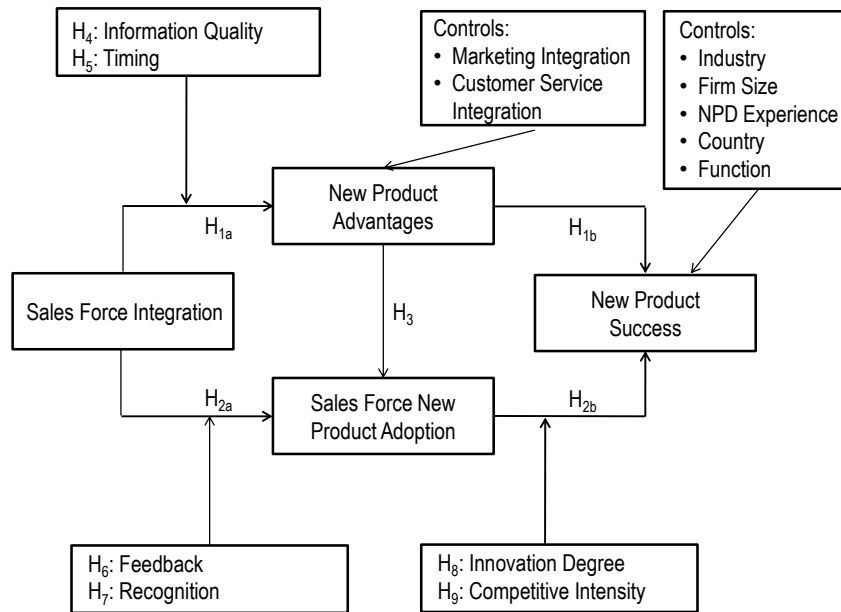 H4: Information Quality
H5: Timing
Controls:
• Marketing Integration
• Customer Service
Integration
Controls:
• Industry
• Firm Size
• NPD Experience
• Country
• Function
New Product
Advantages
H1a
H1b
Sales Force Integration
H3
New Product
Success
H2a
Sales Force New
Product Adoption
H2b
H6: Feedback
H7: Recognition
H8: Innovation Degree
H9: Competitive Intensity